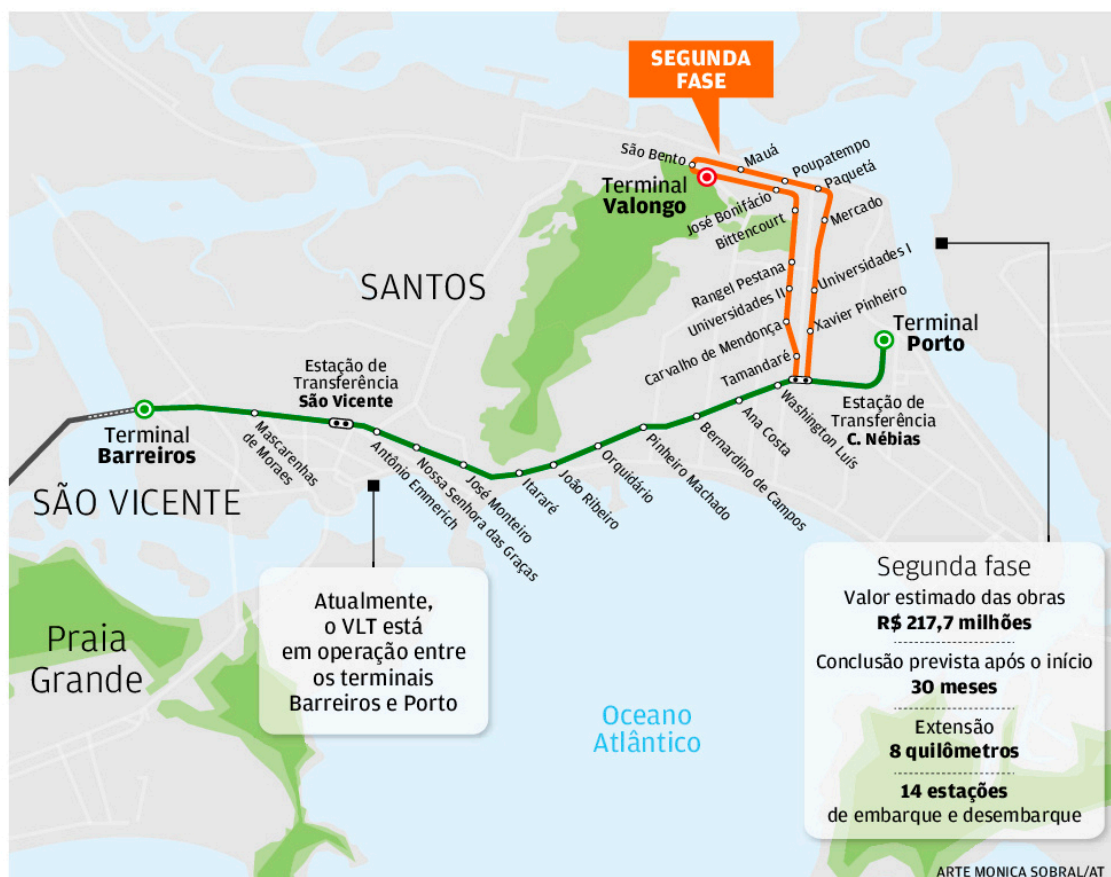 SEGUNDA
FASE
São Bento
Mauá
Poupatempo
Paquetá
Terminal
Valongo
José Bonifácio
Bittencourt
Mercado
Rangel Pestana
Universidades I
Universidades II
Xavier Pinheiro
Carvalho de Mendonça
Tamandaré
Terminal
Porto
SANTOS
Estação de
Transferência
São Vicente
Estação de
Transferência
C. Nébias
Terminal
Barreiros
Mascarenhas
de Moraes
Antônio Emmerich
Nossa Senhora das Graças
José Monteiro
Itararé
João Ribeiro
Orquidário
Pinheiro Machado
Bernardino de Campos
Ana Costa
Washington Luís
SÃO VICENTE
Praia
Grande
Atualmente,
o VLT está
em operação entre
os terminais
Barreiros e Porto
Oceano
Atlântico
Segunda fase
Valor estimado das obras
R$ 217,7 milhões
Conclusão prevista após o início
30 meses
Extensão
8 quilômetros
14 estações
de embarque e desembarque
ARTE MONICA SOBRAL/AT